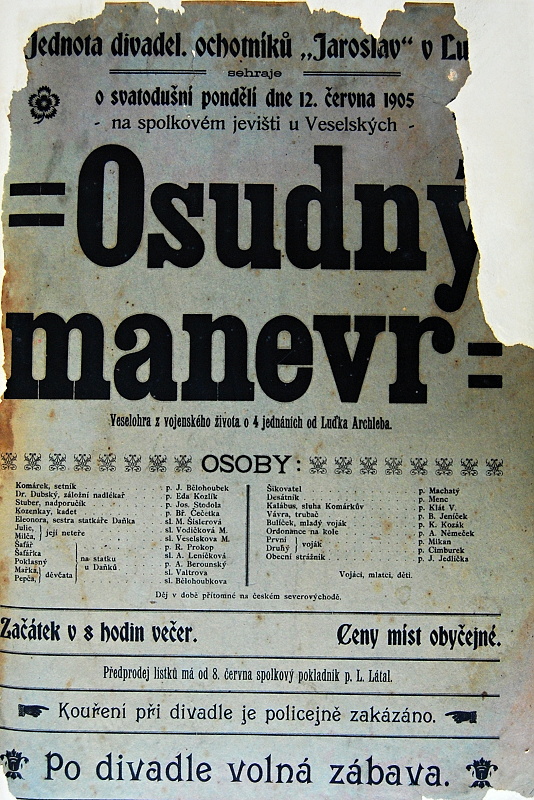 Jednota divadel. ochotníků „Jaroslav“ v Lu
sehraje
o svatodušní pondělí dne 12. června 1905
- na spolkovém jevišti u Veselských -
=Osudný
manevr=
Veselohra z vojenského života o 4 jednáních od Luďka Archleba.
OSOBY:
Komárek, setník p. J. Bělohoubek
Dr. Dubský, záložní nadlékař p. Eda Kozlík
Stuber, nadporučík p. Jos. Stodola
Kozenkay, kadet p. Bř. Čečetka
Eleonora, sestra statkáře Daňka sl. M. Šislerová
Julie, } její neteře sl. Vodičková M.
Milča, sl. Veselskova M.
Šafář p. R. Prokop
Šafářka } na statku sl. A. Leníčková
Poklasný u Daňků p. A. Berounský
Mařka, } děvčata sl. Valtrova
Pepča, sl. Bělohoubkova
Šikovatel p. Machatý
Desátník p. Menc
Kalábus, sluha Komárkův p. Klát V.
Vávra, trubač p. B. Jeníček
Bulíček, mladý voják p. K. Kozák
Ordonance na kole p. A. Němeček
První } voják p. Mikan
Druhý p. Cimburek
Obecní strážník p. J. Jedlička
Vojáci, mlatci, děti.
Děj v době přítomné na českém severovýchodě.
Začátek v 8 hodin večer. Ceny míst obyčejné.
Předprodej lístků má od 8. června spolkový pokladník p. L. Látal.
Kouření při divadle je policejně zakázáno.
Po divadle volná zábava.